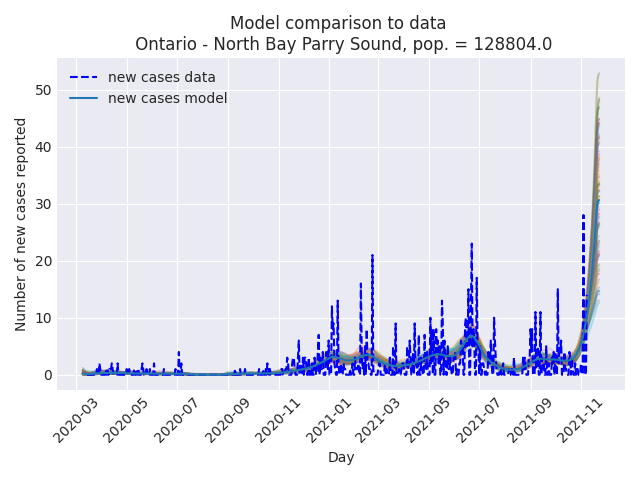 Model comparison to data
Ontario - North Bay Parry Sound, pop. = 128804.0
new cases data
new cases model
Number of new cases reported
50
40
30
20
10
0
2020-03
2020-05
2020-07
2020-09
2020-11
2021-01
2021-03
2021-05
2021-07
2021-09
2021-11
Day